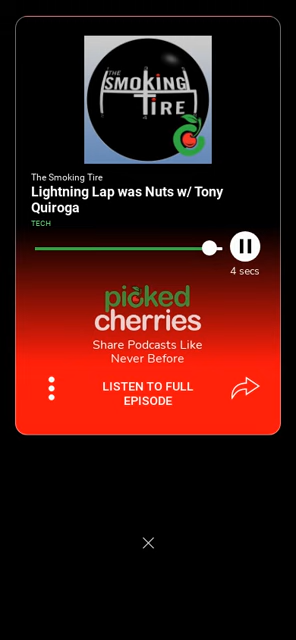 THE
SMOKING
TIRE
The Smoking Tire
Lightning Lap was Nuts w/ Tony
Quiroga
TECH
4 secs
picked
cherries
Share Podcasts Like
Never Before
LISTEN TO FULL
EPISODE